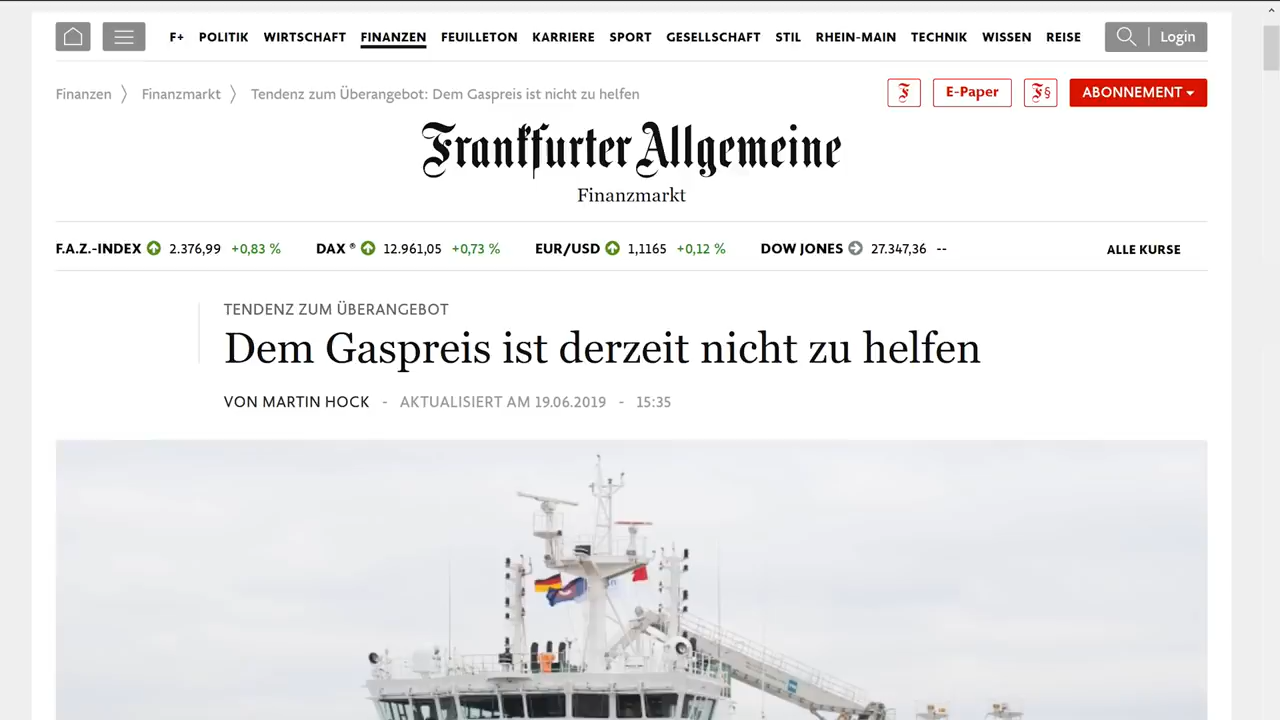 F+ POLITIK WIRTSCHAFT FINANZEN FEUILLETON KARRIERE SPORT GESELLSCHAFT STIL RHEIN-MAIN TECHNIK WISSEN REISE Login
Finanzen 〉 Finanzmarkt 〉 Tendenz zum Überangebot: Dem Gaspreis ist nicht zu helfen
F E-Paper F§ ABONNEMENT
Frankfurter Allgemeine
Finanzmarkt
F.A.Z.-INDEX 2.376,99 +0,83 % DAX ® 12.961,05 +0,73 % EUR/USD 1,1165 +0,12 % DOW JONES 27.347,36 -- ALLE KURSE
TENDENZ ZUM ÜBERANGEBOT
Dem Gaspreis ist derzeit nicht zu helfen
VON MARTIN HOCK - AKTUALISIERT AM 19.06.2019 - 15:35